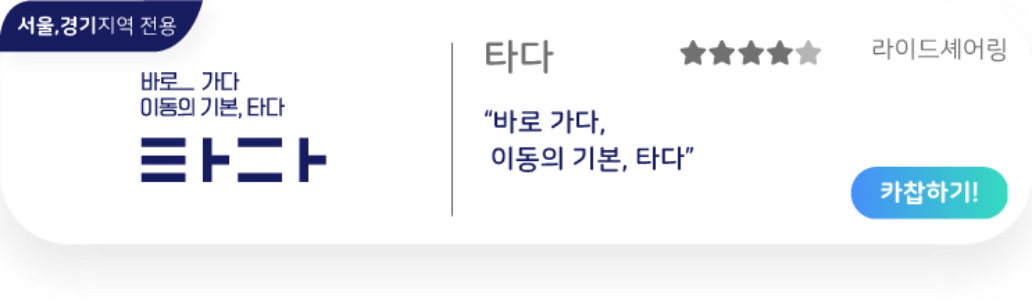 서울,경기지역 전용
바로_ 가다
이동의 기본, 타다
타다
타다
라이드셰어링
“바로 가다,
이동의 기본, 타다”
카찹하기!